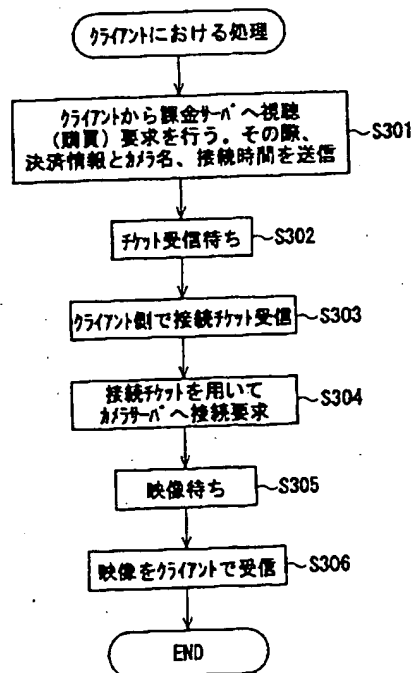 クライアントにおける処理
クライアントから課金サーバへ視聴
(購買)要求を行う。その際、
決済情報とカメラ名、接続時間を送信
S301
チケット受信待ち
S302
クライアント側で接続チケット受信
S303
接続チケットを用いて
カメラサーバへ接続要求
S304
映像待ち
S305
映像をクライアントで受信
S306
END